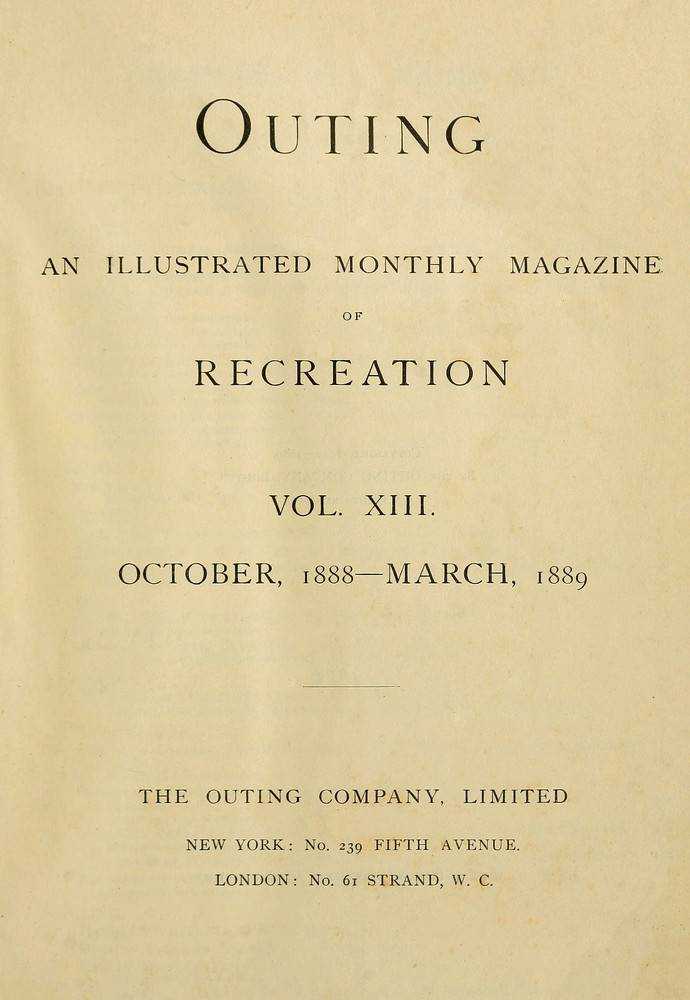 OUTING
AN ILLUSTRATED MONTHLY MAGAZINE
OF
RECREATION
VOL. XIII.
OCTOBER, 1888—MARCH, 1889
THE OUTING COMPANY, LIMITED
NEW YORK: No. 239 FIFTH AVENUE.
LONDON: No. 61 STRAND, W. C.